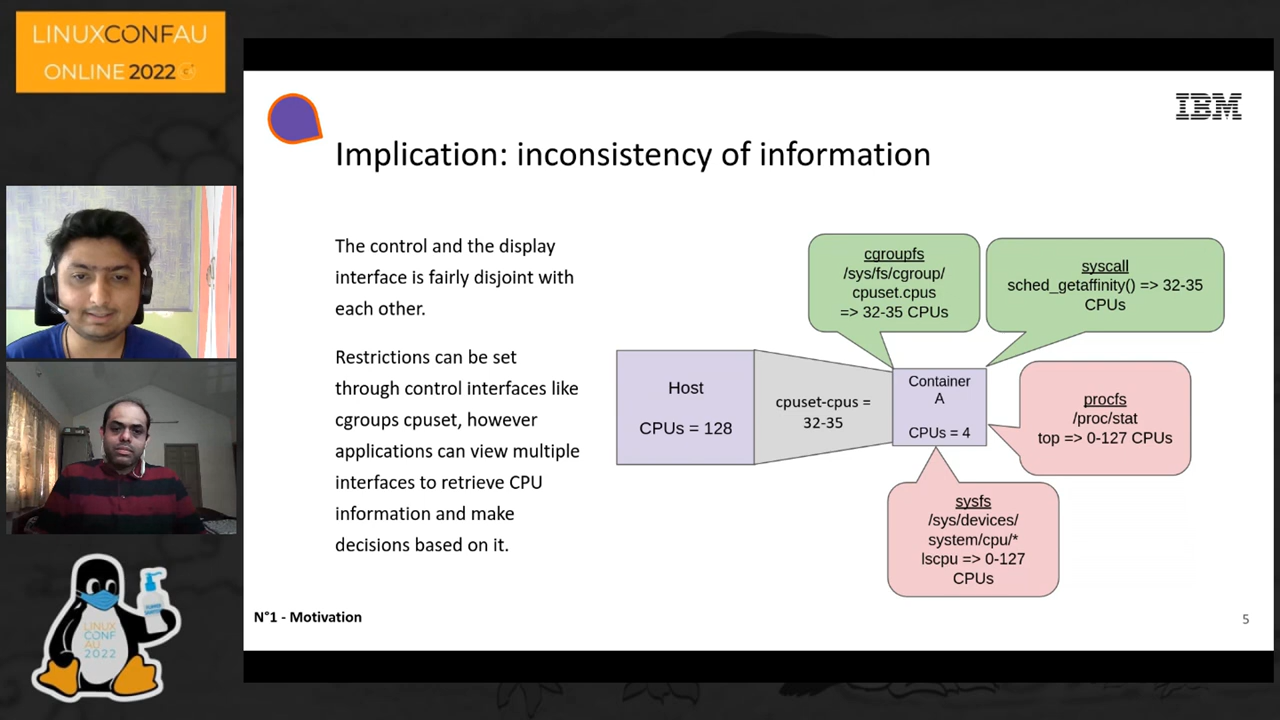 LINUXCONFAU
ONLINE 2022
IBM
Implication: inconsistency of information
The control and the display
interface is fairly disjoint with
each other.
Restrictions can be set
through control interfaces like
cgroups cpuset, however
applications can view multiple
interfaces to retrieve CPU
information and make
decisions based on it.
cgroupfs
/sys/fs/cgroup/
cpuset.cpus
=> 32-35 CPUs
syscall
sched_getaffinity() => 32-35
CPUs
Host
CPUs = 128
cpuset-cpus =
32-35
Container
A
CPUs = 4
procfs
/proc/stat
top => 0-127 CPUs
sysfs
/sys/devices/
system/cpu/*
lscpu => 0-127
CPUs
N°1 - Motivation
5
LINUX
CONF
AU
2022